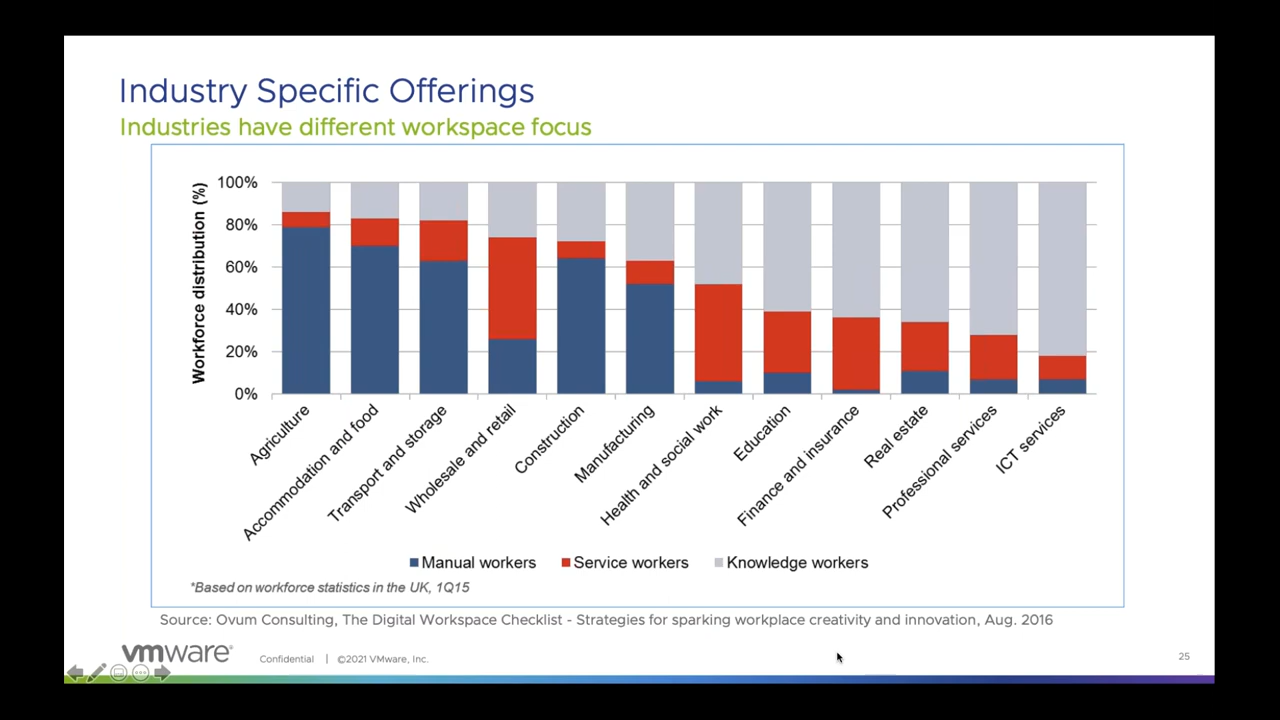 Industry Specific Offerings
Industries have different workspace focus
Workforce distribution (%)
100%
80%
60%
40%
20%
0%
Agriculture
Accommodation and food
Transport and storage
Wholesale and retail
Construction
Manufacturing
Health and social work
Education
Finance and insurance
Real estate
Professional services
ICT services
Manual workers Service workers Knowledge workers
*Based on workforce statistics in the UK, 1Q15
Source: Ovum Consulting, The Digital Workspace Checklist - Strategies for sparking workplace creativity and innovation, Aug. 2016
vmware® Confidential | ©2021 VMware, Inc. 25